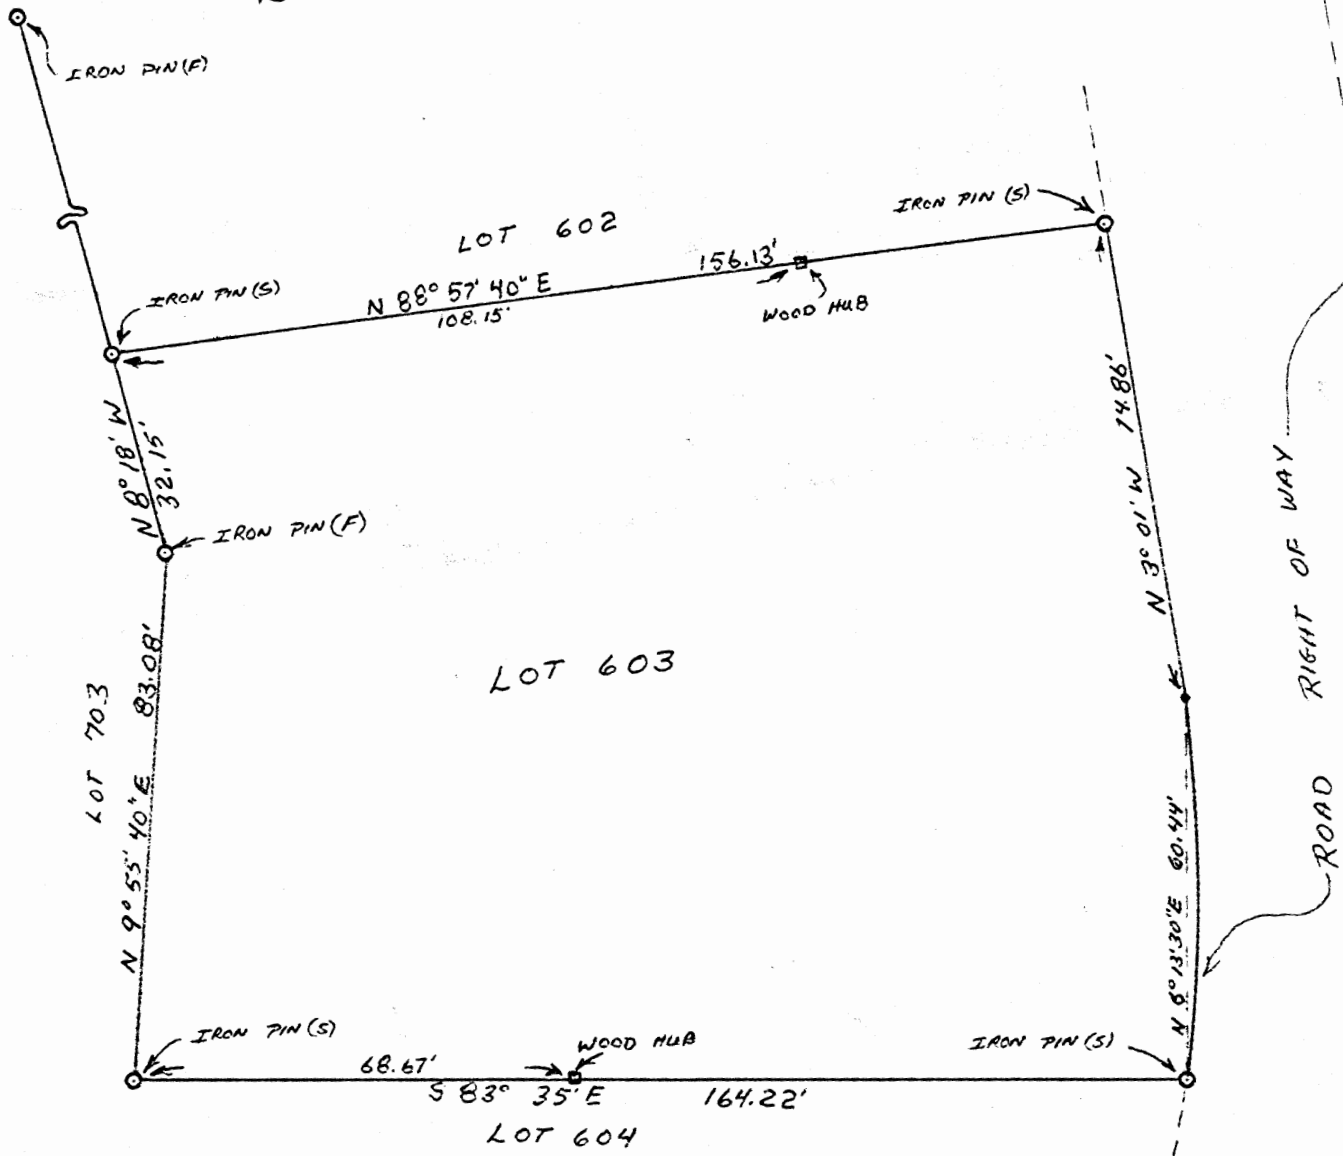 IRON PIN (F)
IRON PIN (S)
LOT 602
156.13'
N 88° 57' 40" E
108.15'
WOOD HUB
IRON PIN (S)
N 8° 18' W
32.15'
IRON PIN (F)
N 3° 01' W 74.86'
RIGHT OF WAY
ROAD
LOT 603
LOT 703
N 9° 55' 40" E 83.08'
N 6° 13' 30" E 60.44'
IRON PIN (S)
WOOD HUB
IRON PIN (S)
68.67'
S 83° 35' E 164.22'
LOT 604